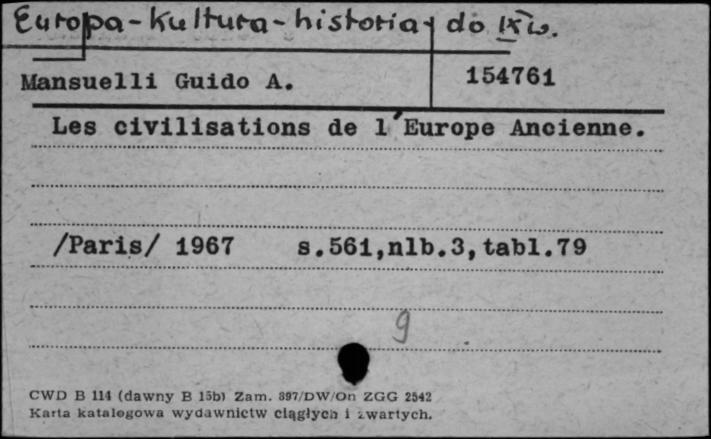 Europa-kultura-historia-do IX w.
Mansuelli Guido A.
154761
Les civilisations de l'Europe Ancienne.
/Paris/ 1967 s.561,nlb.3,tabl.79
9
CWD B 114 (dawny B 15b) Zam. 897/DW/On ZGG 2542
Karta katalogowa wydawnictw ciągłych i zwartych.